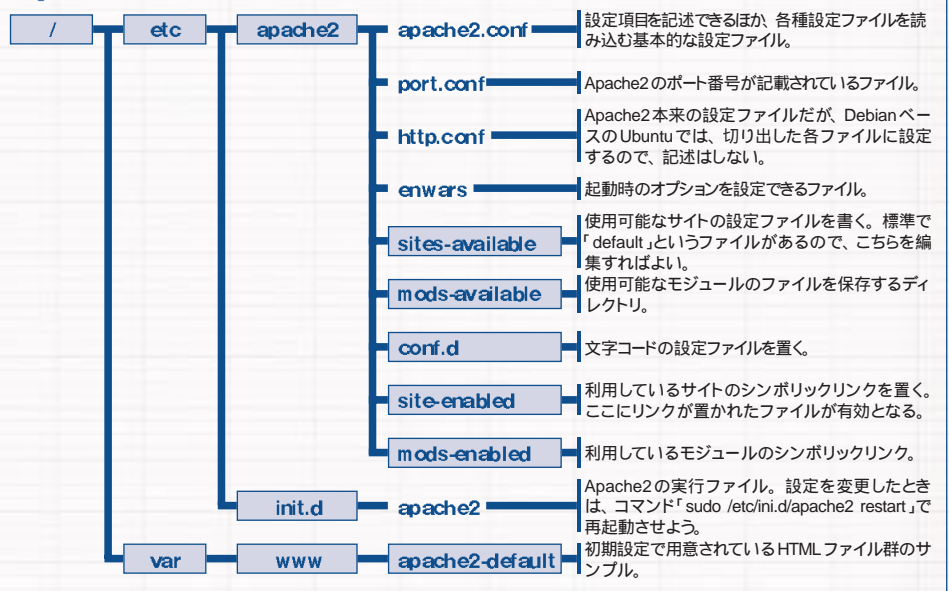 /
etc
apache2
apache2.conf
設定項目を記述できるほか、各種設定ファイルを読
み込む基本的な設定ファイル。
port.conf
Apache2のポート番号が記載されているファイル。
http.conf
Apache2本来の設定ファイルだが、Debianベー
スのUbuntuでは、切り出した各ファイルに設定
するので、記述はしない。
enwars
起動時のオプションを設定できるファイル。
sites-available
使用可能なサイトの設定ファイルを書く。標準で
「default」というファイルがあるので、こちらを編
集すればよい。
mods-available
使用可能なモジュールのファイルを保存するディ
レクトリ。
conf.d
文字コードの設定ファイルを置く。
site-enabled
利用しているサイトのシンボリックリンクを置く。
ここにリンクが置かれたファイルが有効となる。
mods-enabled
利用しているモジュールのシンボリックリンク。
init.d
apache2
Apache2の実行ファイル。設定を変更したとき
は、コマンド「sudo /etc/ini.d/apache2 restart」で
再起動させよう。
var
www
apache2-default
初期設定で用意されているHTMLファイル群のサ
ンプル。